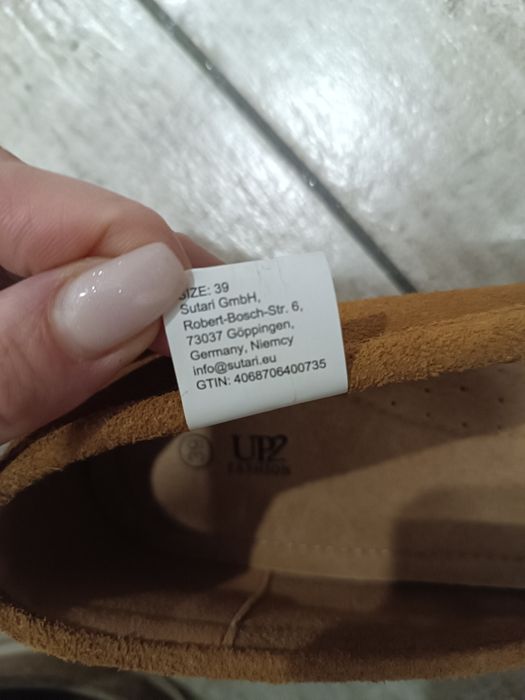 SIZE: 39
Sutari GmbH,
Robert-Bosch-Str. 6,
73037 Göppingen,
Germany, Niemcy
info@sutari.eu
GTIN: 4068706400735
UP2
FASHION